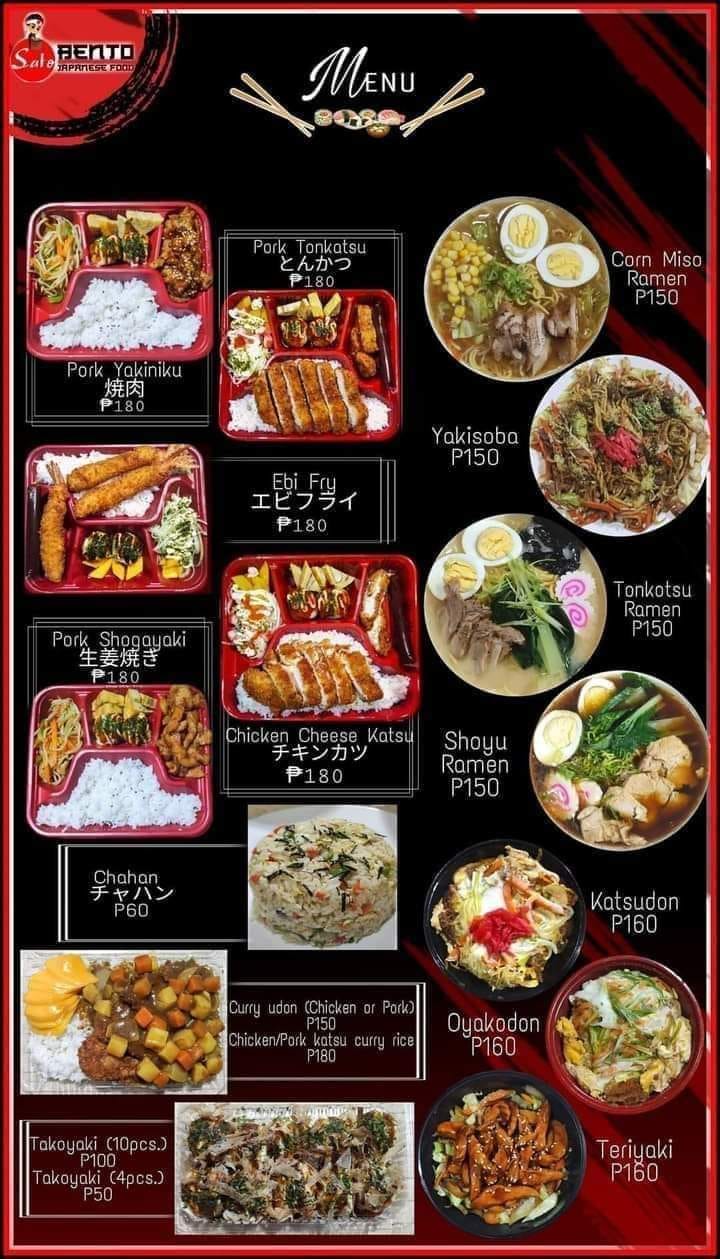 Sato BENTO
JAPANESE FOOD
MENU
Pork Yakiniku
焼肉
₱180
Pork Tonkatsu
とんかつ
₱180
Ebi Fry
エビフライ
₱180
Pork Shogayaki
生姜焼き
₱180
Chicken Cheese Katsu
チキンカツ
₱180
Chahan
チャハン
P60
Curry udon (Chicken or Pork)
P150
Chicken/Pork katsu curry rice
P180
Takoyaki (10pcs.)
P100
Takoyaki (4pcs.)
P50
Corn Miso
Ramen
P150
Yakisoba
P150
Tonkotsu
Ramen
P150
Shoyu
Ramen
P150
Katsudon
P160
Oyakodon
P160
Teriyaki
P160